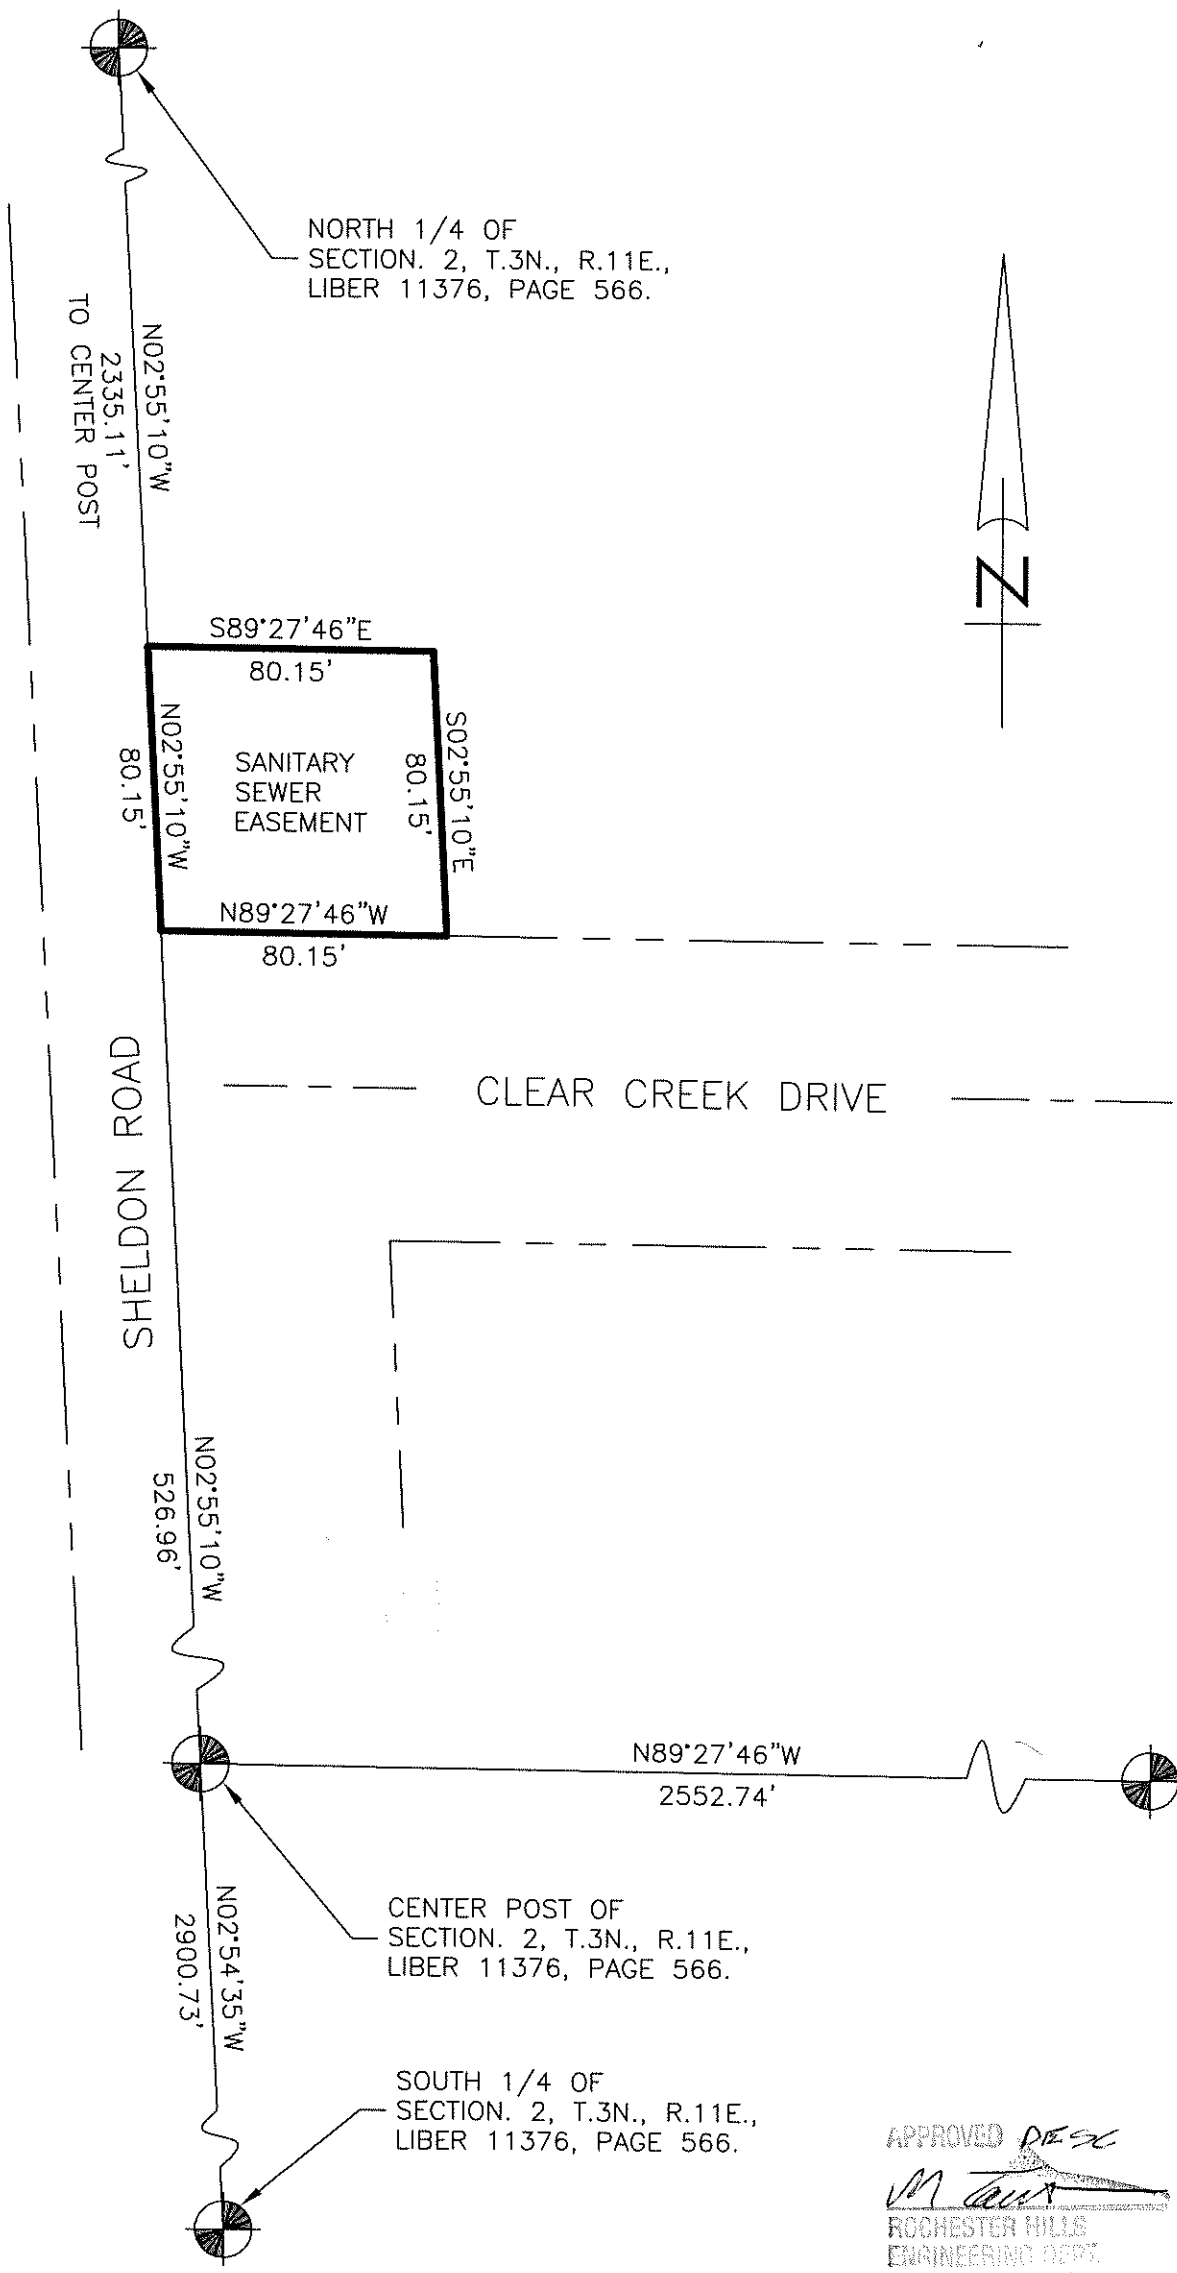 NORTH 1/4 OF
SECTION. 2, T.3N., R.11E.,
LIBER 11376, PAGE 566.
N02°55'10"W
2335.11'
TO CENTER POST
N
S89°27'46"E
80.15'
N02°55'10"W
80.15'
SANITARY
SEWER
EASEMENT
S02°55'10"E
80.15'
N89°27'46"W
80.15'
CLEAR CREEK DRIVE
SHELDON ROAD
N02°55'10"W
526.96'
N89°27'46"W
2552.74'
CENTER POST OF
SECTION. 2, T.3N., R.11E.,
LIBER 11376, PAGE 566.
N02°54'35"W
2900.73'
SOUTH 1/4 OF
SECTION. 2, T.3N., R.11E.,
LIBER 11376, PAGE 566.
APPROVED DESC
M
ROCHESTER HILLS
ENGINEERING DEPT.